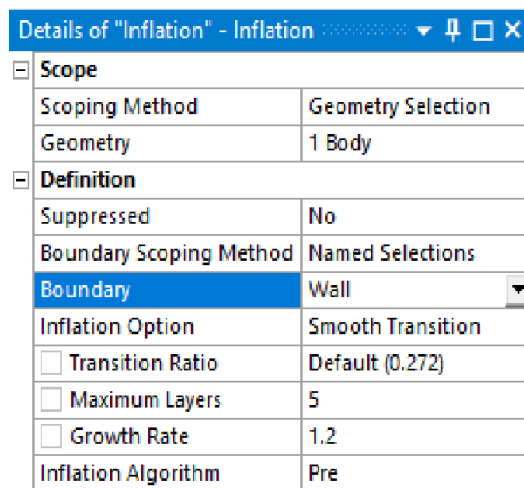 Details of "Inflation" - Inflation
Scope
Scoping Method Geometry Selection
Geometry 1 Body
Definition
Suppressed No
Boundary Scoping Method Named Selections
Boundary Wall
Inflation Option Smooth Transition
Transition Ratio Default (0.272)
Maximum Layers 5
Growth Rate 1.2
Inflation Algorithm Pre